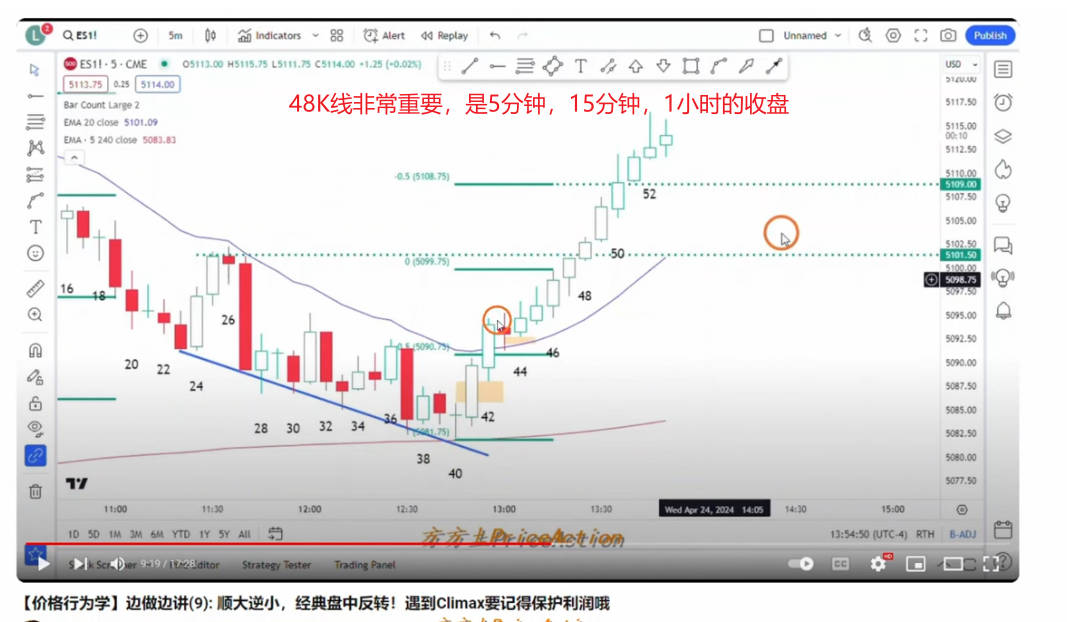 L 2 ES1! 5m Indicators Alert Replay Unnamed Publish
ES1! · 5 · CME O5113.00 H5115.75 L5111.75 C5114.00 +1.25 (+0.02%) USD
5120.00
5113.75 0.25 5114.00
48K线非常重要，是5分钟，15分钟，1小时的收盘
5117.50
Bar Count Large 2
EMA 20 close 5101.09
5115.00
00:10
EMA · 5 240 close 5083.83
5112.50
-0.5 (5108.75)
5110.00
5109.00
52
5107.50
5105.00
5102.50
50
5101.50
0 (5099.75)
5100.00
5098.75
16 18
48
5097.50
26
5095.00
5092.50
0.5 (5090.75)
46
5090.00
20 22
44
24
5087.50
36
42
5085.00
28 30 32 34
1 (5081.75)
5082.50
38
5080.00
40
5077.50
11:00 11:30 12:00 12:30 13:00 13:30 Wed Apr 24, 2024 14:05 14:30 15:00
1D 5D 1M 3M 6M YTD 1Y 5Y All
方方土PriceAction
13:54:50 (UTC-4) RTH B-ADJ
Strategy Tester Trading Panel
CC HD
【价格行为学】边做边讲(9): 顺大逆小，经典盘中反转！遇到Climax要记得保护利润哦